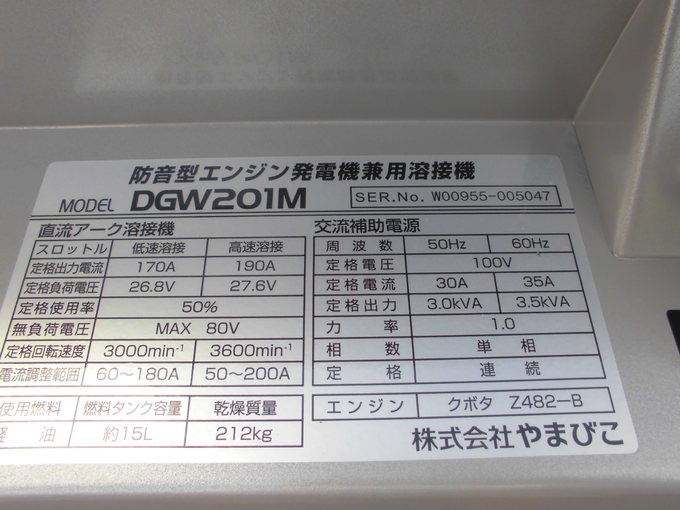 防音型エンジン発電機兼用溶接機
MODEL DGW201M
SER.No. W00955-005047
直流アーク溶接機
スロットル 低速溶接 高速溶接
定格出力電流 170A 190A
定格負荷電圧 26.8V 27.6V
定格使用率 50%
無負荷電圧 MAX 80V
定格回転速度 3000min-1 3600min-1
電流調整範囲 60～180A 50～200A
交流補助電源
周波数 50Hz 60Hz
定格電圧 100V
定格電流 30A 35A
定格出力 3.0kVA 3.5kVA
力率 1.0
相数 単相
定格 連続
使用燃料 燃料タンク容量 乾燥質量
軽油 約15L 212kg
エンジン クボタ Z482-B
株式会社やまびこ